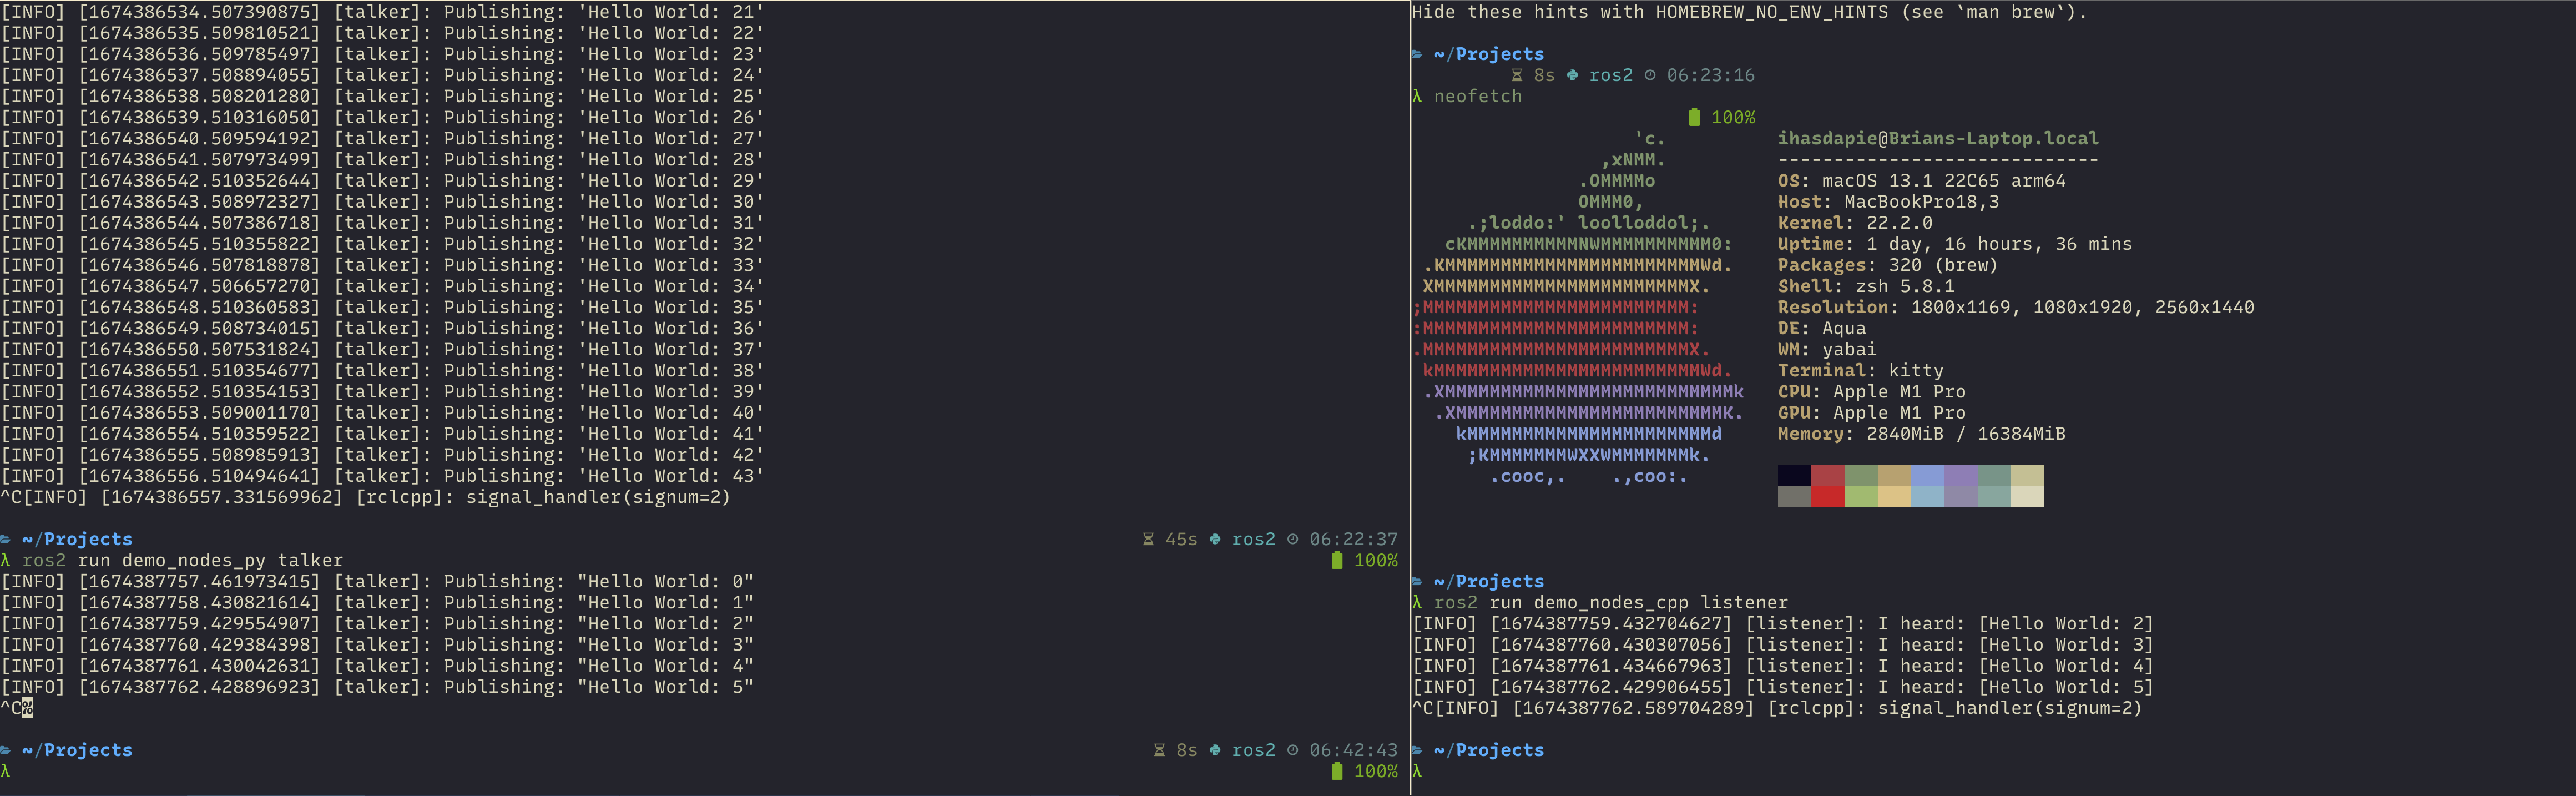 [INFO] [1674386534.507390875] [talker]: Publishing: 'Hello World: 21'
[INFO] [1674386535.509810521] [talker]: Publishing: 'Hello World: 22'
[INFO] [1674386536.509785497] [talker]: Publishing: 'Hello World: 23'
[INFO] [1674386537.508894055] [talker]: Publishing: 'Hello World: 24'
[INFO] [1674386538.508201280] [talker]: Publishing: 'Hello World: 25'
[INFO] [1674386539.510316050] [talker]: Publishing: 'Hello World: 26'
[INFO] [1674386540.509594192] [talker]: Publishing: 'Hello World: 27'
[INFO] [1674386541.507973499] [talker]: Publishing: 'Hello World: 28'
[INFO] [1674386542.510352644] [talker]: Publishing: 'Hello World: 29'
[INFO] [1674386543.508972327] [talker]: Publishing: 'Hello World: 30'
[INFO] [1674386544.507386718] [talker]: Publishing: 'Hello World: 31'
[INFO] [1674386545.510355822] [talker]: Publishing: 'Hello World: 32'
[INFO] [1674386546.507818878] [talker]: Publishing: 'Hello World: 33'
[INFO] [1674386547.506657270] [talker]: Publishing: 'Hello World: 34'
[INFO] [1674386548.510360583] [talker]: Publishing: 'Hello World: 35'
[INFO] [1674386549.508734015] [talker]: Publishing: 'Hello World: 36'
[INFO] [1674386550.507531824] [talker]: Publishing: 'Hello World: 37'
[INFO] [1674386551.510354677] [talker]: Publishing: 'Hello World: 38'
[INFO] [1674386552.510354153] [talker]: Publishing: 'Hello World: 39'
[INFO] [1674386553.509001170] [talker]: Publishing: 'Hello World: 40'
[INFO] [1674386554.510359522] [talker]: Publishing: 'Hello World: 41'
[INFO] [1674386555.508985913] [talker]: Publishing: 'Hello World: 42'
[INFO] [1674386556.510494641] [talker]: Publishing: 'Hello World: 43'
^C[INFO] [1674386557.331569962] [rclcpp]: signal_handler(signum=2)
~/Projects 45s ros2 06:22:37
λ ros2 run demo_nodes_py talker 100%
[INFO] [1674387757.461973415] [talker]: Publishing: "Hello World: 0"
[INFO] [1674387758.430821614] [talker]: Publishing: "Hello World: 1"
[INFO] [1674387759.429554907] [talker]: Publishing: "Hello World: 2"
[INFO] [1674387760.429384398] [talker]: Publishing: "Hello World: 3"
[INFO] [1674387761.430042631] [talker]: Publishing: "Hello World: 4"
[INFO] [1674387762.428896923] [talker]: Publishing: "Hello World: 5"
^C%
~/Projects 8s ros2 06:42:43
λ 100%
Hide these hints with HOMEBREW_NO_ENV_HINTS (see `man brew`).
~/Projects
8s ros2 06:23:16
λ neofetch
100%
'c. ihasdapie@Brians-Laptop.local
,xNMM. -----------------------------
.OMMMMo OS: macOS 13.1 22C65 arm64
OMMM0, Host: MacBookPro18,3
.;loddo:' loolloddol;. Kernel: 22.2.0
cKMMMMMMMMMMNWMMMMMMMMMM0: Uptime: 1 day, 16 hours, 36 mins
.KMMMMMMMMMMMMMMMMMMMMMMMWd. Packages: 320 (brew)
XMMMMMMMMMMMMMMMMMMMMMMMX. Shell: zsh 5.8.1
;MMMMMMMMMMMMMMMMMMMMMMMM: Resolution: 1800x1169, 1080x1920, 2560x1440
:MMMMMMMMMMMMMMMMMMMMMMMM: DE: Aqua
.MMMMMMMMMMMMMMMMMMMMMMMMX. WM: yabai
kMMMMMMMMMMMMMMMMMMMMMMMMWd. Terminal: kitty
.XMMMMMMMMMMMMMMMMMMMMMMMMMMk CPU: Apple M1 Pro
.XMMMMMMMMMMMMMMMMMMMMMMMMK. GPU: Apple M1 Pro
kMMMMMMMMMMMMMMMMMMMMMMd Memory: 2840MiB / 16384MiB
;KMMMMMMMWXXWMMMMMMMk.
.cooc,. .,coo:.
~/Projects
λ ros2 run demo_nodes_cpp listener
[INFO] [1674387759.432704627] [listener]: I heard: [Hello World: 2]
[INFO] [1674387760.430307056] [listener]: I heard: [Hello World: 3]
[INFO] [1674387761.434667963] [listener]: I heard: [Hello World: 4]
[INFO] [1674387762.429906455] [listener]: I heard: [Hello World: 5]
^C[INFO] [1674387762.589704289] [rclcpp]: signal_handler(signum=2)
~/Projects
λ